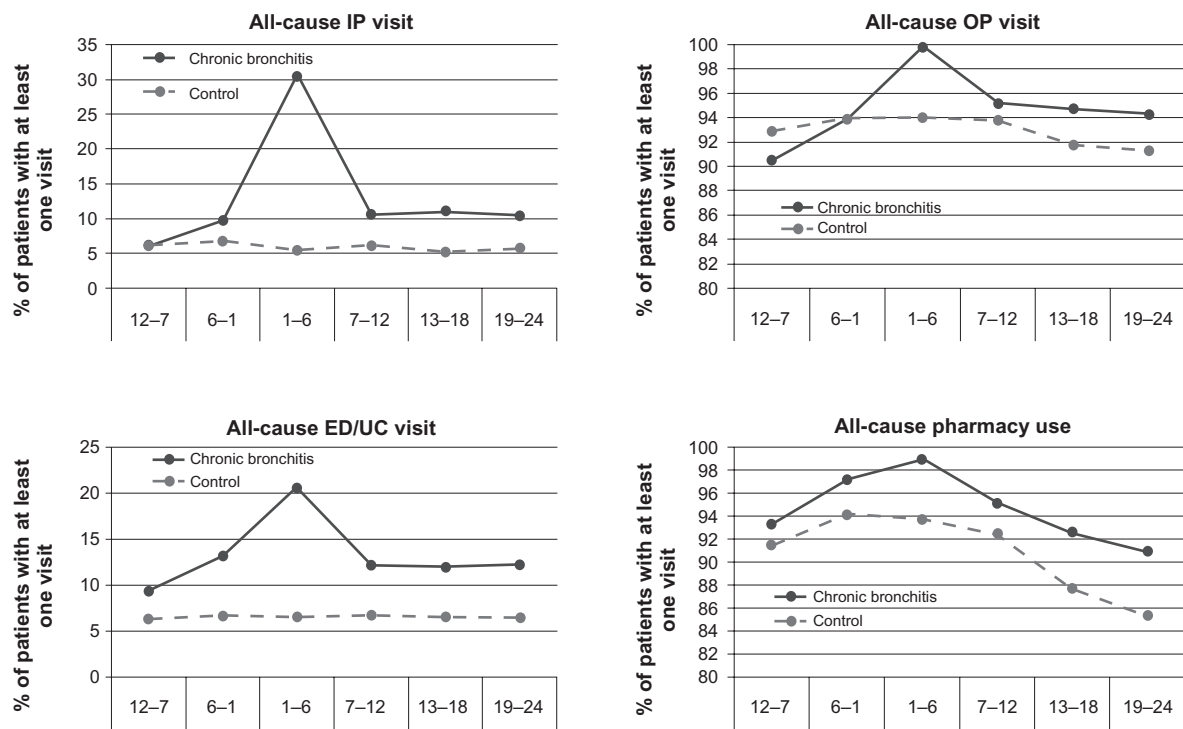 All-cause IP visit
% of patients with at least
one visit
35
30
25
20
15
10
5
0
Chronic bronchitis
Control
12–7 6–1 1–6 7–12 13–18 19–24
All-cause OP visit
% of patients with at least
one visit
100
98
96
94
92
90
88
86
84
82
80
Chronic bronchitis
Control
12–7 6–1 1–6 7–12 13–18 19–24
All-cause ED/UC visit
% of patients with at least
one visit
25
20
15
10
5
0
Chronic bronchitis
Control
12–7 6–1 1–6 7–12 13–18 19–24
All-cause pharmacy use
% of patients with at least
one visit
100
98
96
94
92
91
88
86
84
82
80
Chronic bronchitis
Control
12–7 6–1 1–6 7–12 13–18 19–24